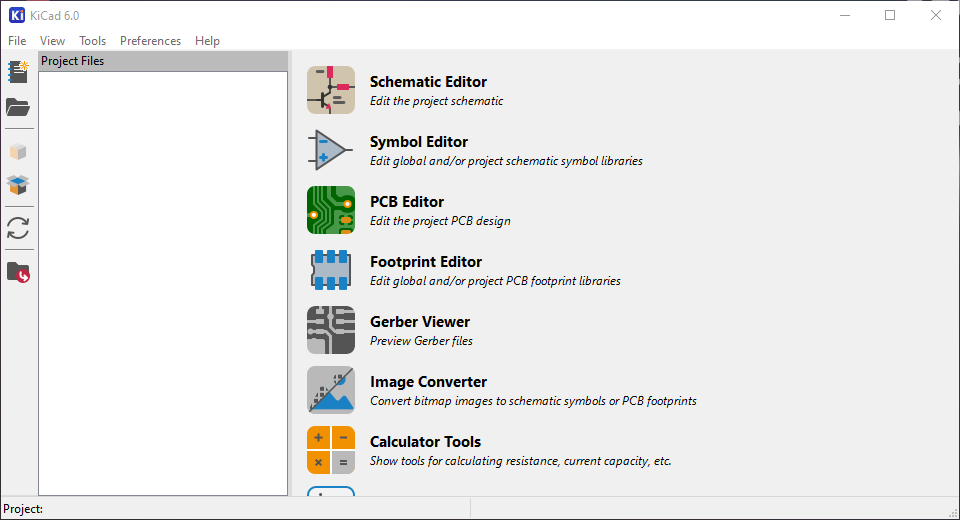 Ki KiCad 6.0
File View Tools Preferences Help
Project Files
Schematic Editor
Edit the project schematic
Symbol Editor
Edit global and/or project schematic symbol libraries
PCB Editor
Edit the project PCB design
Footprint Editor
Edit global and/or project PCB footprint libraries
Gerber Viewer
Preview Gerber files
Image Converter
Convert bitmap images to schematic symbols or PCB footprints
Calculator Tools
Show tools for calculating resistance, current capacity, etc.
Project: